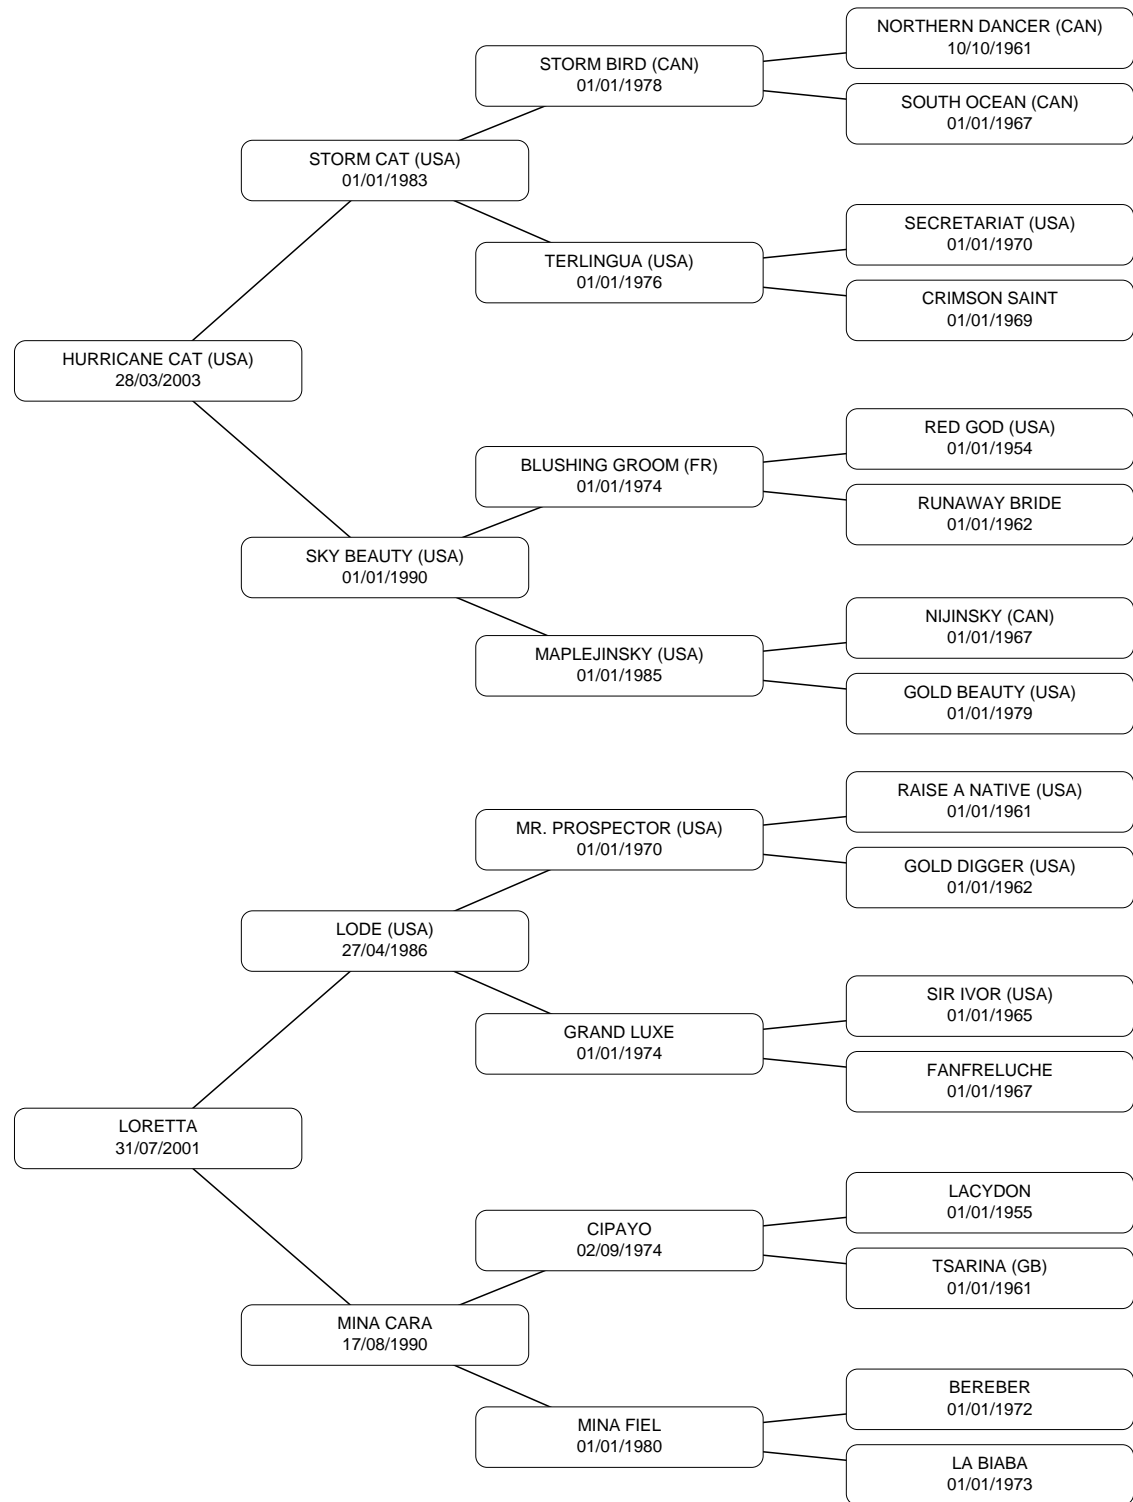 NORTHERN DANCER (CAN)
10/10/1961
STORM BIRD (CAN)
01/01/1978
SOUTH OCEAN (CAN)
01/01/1967
STORM CAT (USA)
01/01/1983
SECRETARIAT (USA)
01/01/1970
TERLINGUA (USA)
01/01/1976
CRIMSON SAINT
01/01/1969
HURRICANE CAT (USA)
28/03/2003
RED GOD (USA)
01/01/1954
BLUSHING GROOM (FR)
01/01/1974
RUNAWAY BRIDE
01/01/1962
SKY BEAUTY (USA)
01/01/1990
NIJINSKY (CAN)
01/01/1967
MAPLEJINSKY (USA)
01/01/1985
GOLD BEAUTY (USA)
01/01/1979
RAISE A NATIVE (USA)
01/01/1961
MR. PROSPECTOR (USA)
01/01/1970
GOLD DIGGER (USA)
01/01/1962
LODE (USA)
27/04/1986
SIR IVOR (USA)
01/01/1965
GRAND LUXE
01/01/1974
FANFRELUCHE
01/01/1967
LORETTA
31/07/2001
LACYDON
01/01/1955
CIPAYO
02/09/1974
TSARINA (GB)
01/01/1961
MINA CARA
17/08/1990
BEREBER
01/01/1972
MINA FIEL
01/01/1980
LA BIABA
01/01/1973